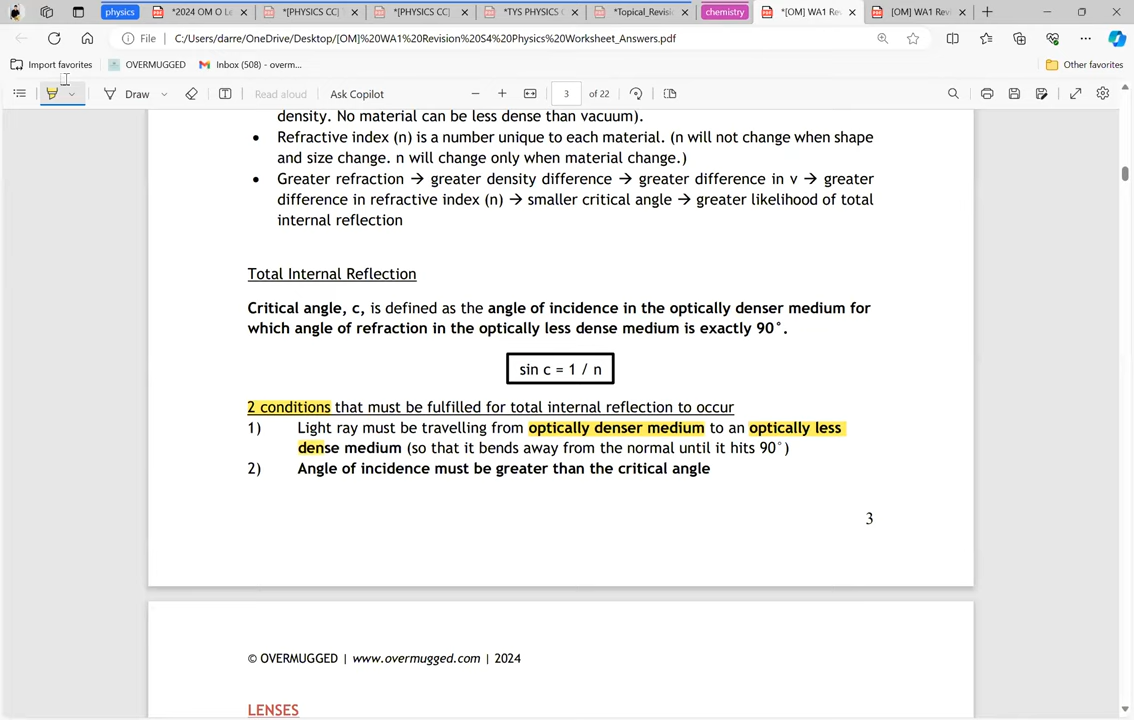 physics
*2024 OM O Le
*[PHYSICS CC]
*[PHYSICS CC]
*TYS PHYSICS
*Topical_Revis
chemistry
*[OM] WA1 Re
[OM] WA1 Rev
File
C:/Users/darre/OneDrive/Desktop/[OM]%20WA1%20Revision%20S4%20Physics%20Worksheet_Answers.pdf
Import favorites
OVERMUGGED
Inbox (508) - overm...
Other favorites
Draw
Read aloud
Ask Copilot
3
of 22
density. No material can be less dense than vacuum).
• Refractive index (n) is a number unique to each material. (n will not change when shape
and size change. n will change only when material change.)
• Greater refraction → greater density difference → greater difference in v → greater
difference in refractive index (n) → smaller critical angle → greater likelihood of total
internal reflection
Total Internal Reflection
Critical angle, c, is defined as the angle of incidence in the optically denser medium for
which angle of refraction in the optically less dense medium is exactly 90˚.
sin c = 1 / n
2 conditions that must be fulfilled for total internal reflection to occur
1) Light ray must be travelling from optically denser medium to an optically less
dense medium (so that it bends away from the normal until it hits 90˚)
2) Angle of incidence must be greater than the critical angle
3
© OVERMUGGED | www.overmugged.com | 2024
LENSES